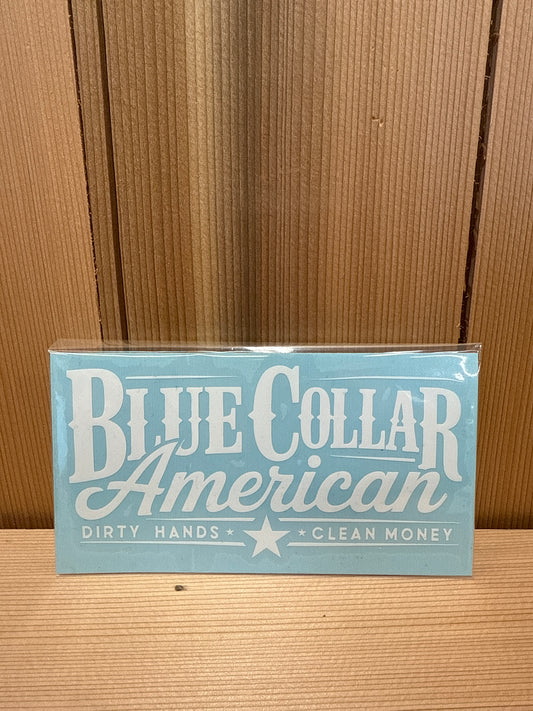 BLUE COLLAR
American
DIRTY HANDS ★ ★ ★ CLEAN MONEY